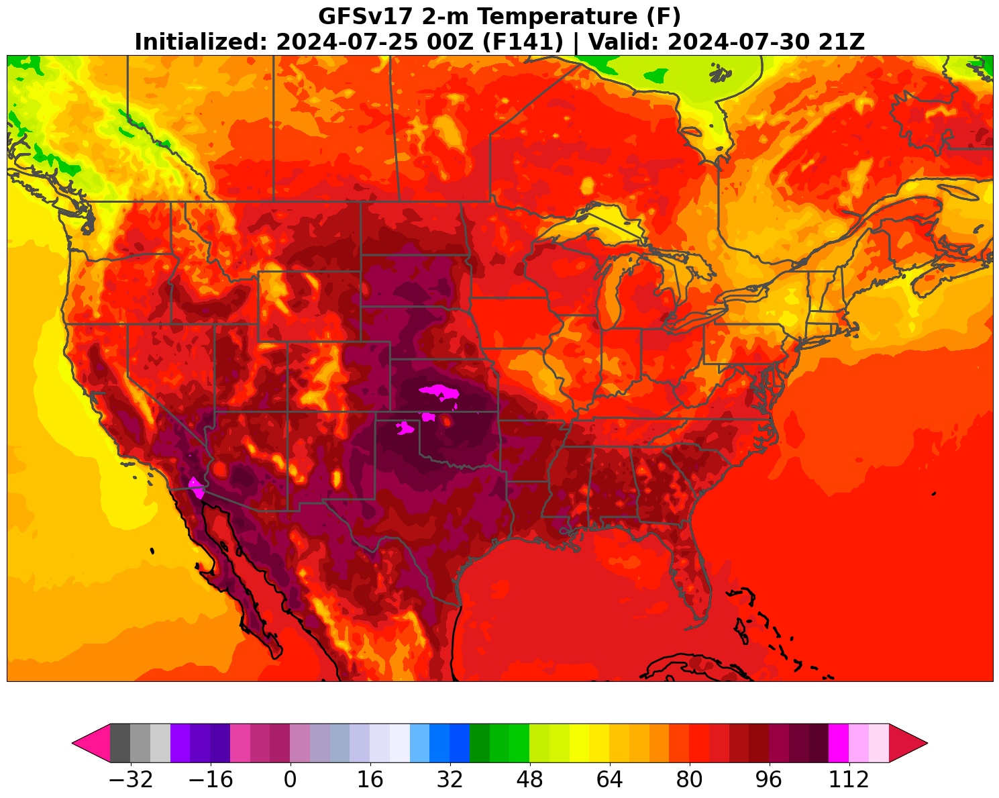 GFSv17 2-m Temperature (F)
Initialized: 2024-07-25 00Z (F141) | Valid: 2024-07-30 21Z
−32 −16 0 16 32 48 64 80 96 112